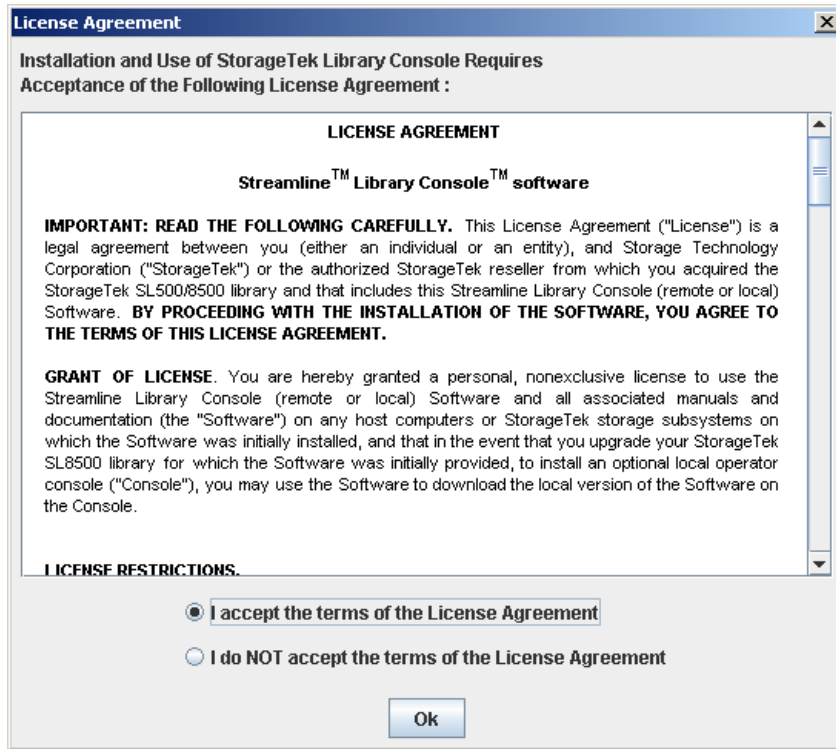 License Agreement
Installation and Use of StorageTek Library Console Requires
Acceptance of the Following License Agreement :
LICENSE AGREEMENT
Streamline™ Library Console™ software
IMPORTANT: READ THE FOLLOWING CAREFULLY. This License Agreement ("License") is a
legal agreement between you (either an individual or an entity), and Storage Technology
Corporation ("StorageTek") or the authorized StorageTek reseller from which you acquired the
StorageTek SL500/8500 library and that includes this Streamline Library Console (remote or local)
Software. BY PROCEEDING WITH THE INSTALLATION OF THE SOFTWARE, YOU AGREE TO
THE TERMS OF THIS LICENSE AGREEMENT.
GRANT OF LICENSE. You are hereby granted a personal, nonexclusive license to use the
Streamline Library Console (remote or local) Software and all associated manuals and
documentation (the "Software") on any host computers or StorageTek storage subsystems on
which the Software was initially installed, and that in the event that you upgrade your StorageTek
SL8500 library for which the Software was initially provided, to install an optional local operator
console ("Console"), you may use the Software to download the local version of the Software on
the Console.
LICENSE RESTRICTIONS.
I accept the terms of the License Agreement
I do NOT accept the terms of the License Agreement
Ok